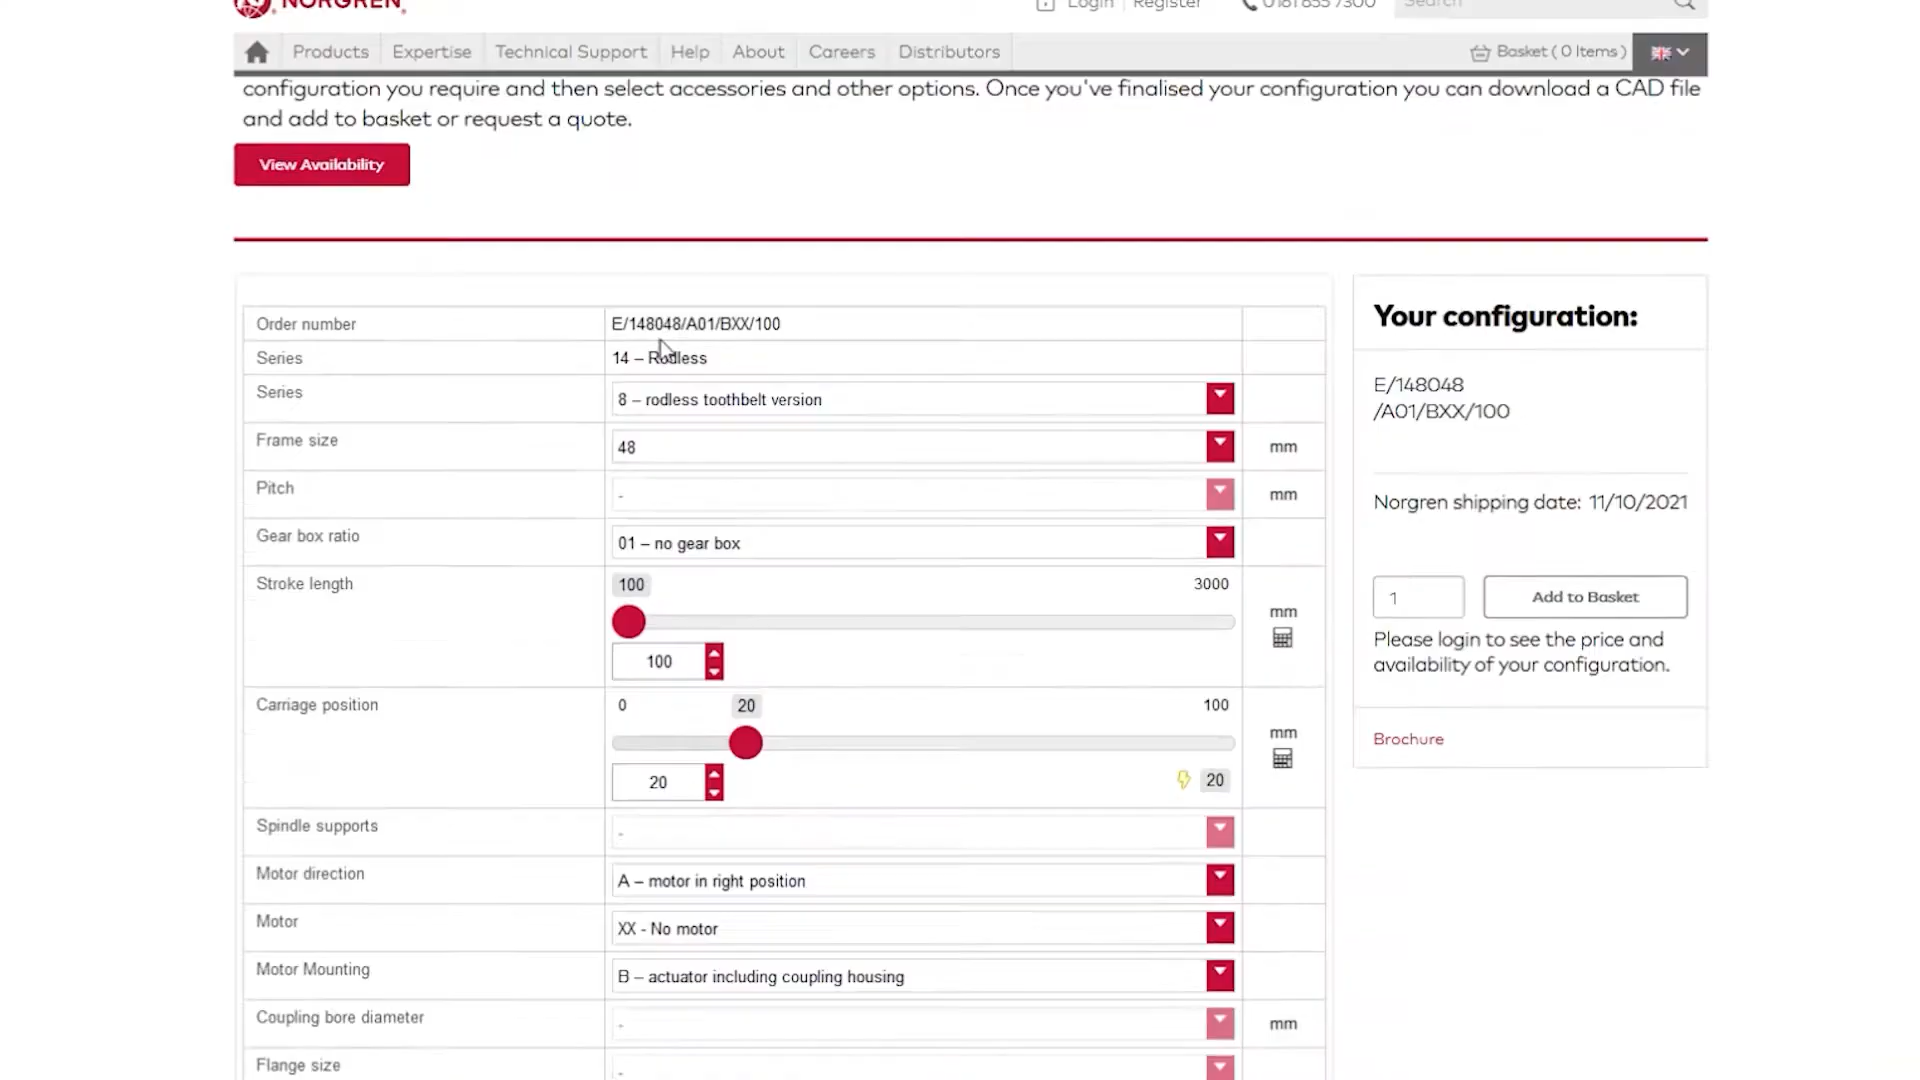 NORGREN
Login Register 0181 855 7300 Search
Products Expertise Technical Support Help About Careers Distributors Basket ( 0 Items )
configuration you require and then select accessories and other options. Once you've finalised your configuration you can download a CAD file
and add to basket or request a quote.
View Availability
Order number E/148048/A01/BXX/100
Series 14 – Rodless
Series 8 – rodless toothbelt version
Frame size 48 mm
Pitch - mm
Gear box ratio 01 – no gear box
Stroke length 100 3000
mm
100
Carriage position 0 20 100
mm
20 20
Spindle supports -
Motor direction A – motor in right position
Motor XX - No motor
Motor Mounting B – actuator including coupling housing
Coupling bore diameter - mm
Flange size -
Your configuration:
E/148048
/A01/BXX/100
Norgren shipping date: 11/10/2021
1 Add to Basket
Please login to see the price and
availability of your configuration.
Brochure